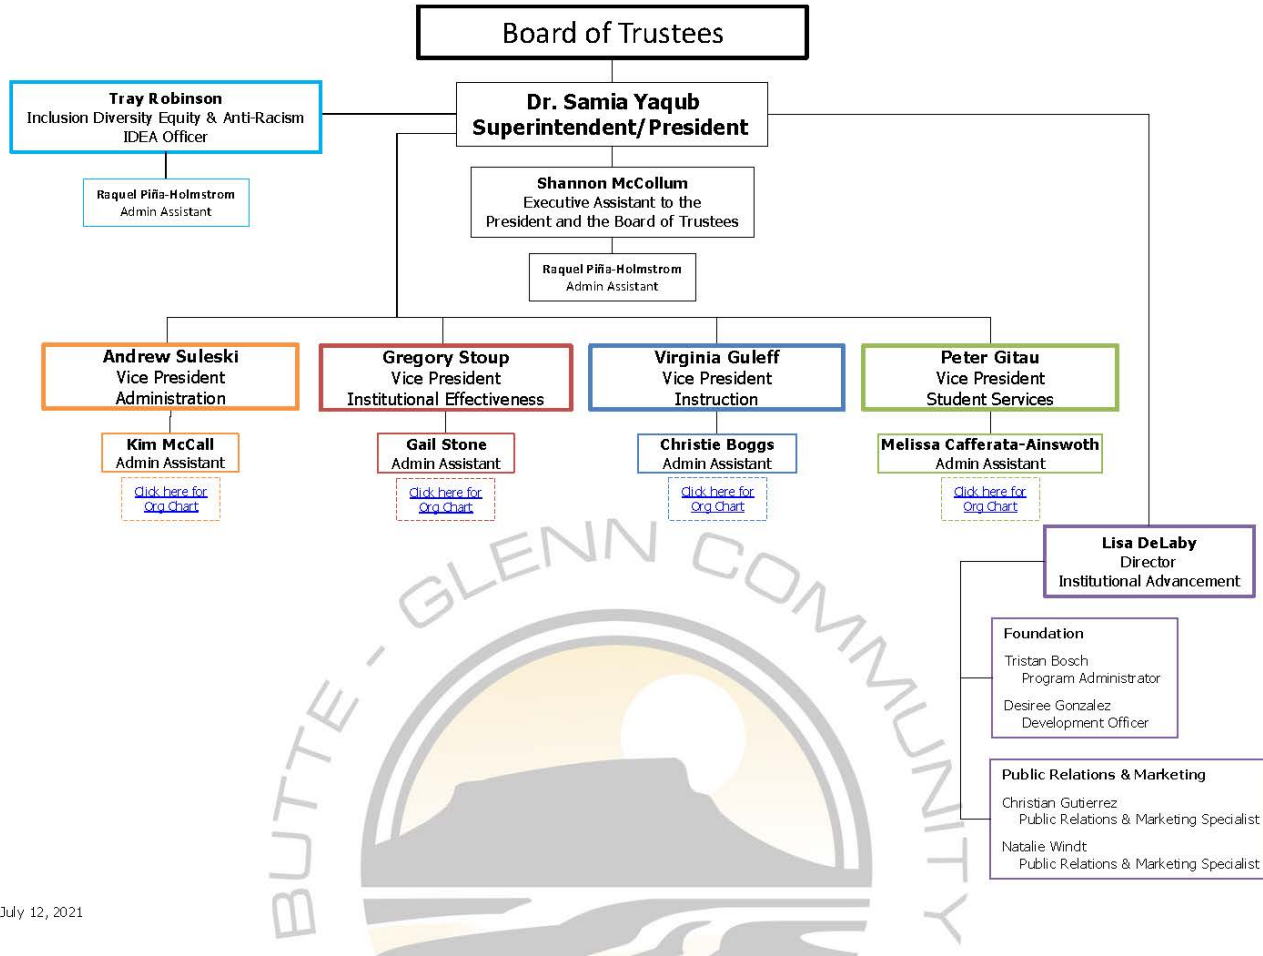 Board of Trustees
Dr. Samia Yaqub
Superintendent/President
Tray Robinson
Inclusion Diversity Equity & Anti-Racism
IDEA Officer
Raquel Piña-Holmstrom
Admin Assistant
Shannon McCollum
Executive Assistant to the
President and the Board of Trustees
Raquel Piña-Holmstrom
Admin Assistant
Andrew Suleski
Vice President
Administration
Kim McCall
Admin Assistant
Click here for
Org Chart
Gregory Stoup
Vice President
Institutional Effectiveness
Gail Stone
Admin Assistant
Click here for
Org Chart
Virginia Guleff
Vice President
Instruction
Christie Boggs
Admin Assistant
Click here for
Org Chart
Peter Gitau
Vice President
Student Services
Melissa Cafferata-Ainswoth
Admin Assistant
Click here for
Org Chart
Lisa DeLaby
Director
Institutional Advancement
Foundation
Tristan Bosch
Program Administrator
Desiree Gonzalez
Development Officer
Public Relations & Marketing
Christian Gutierrez
Public Relations & Marketing Specialist
Natalie Windt
Public Relations & Marketing Specialist
BUTTE - GLENN COMMUNITY
July 12, 2021